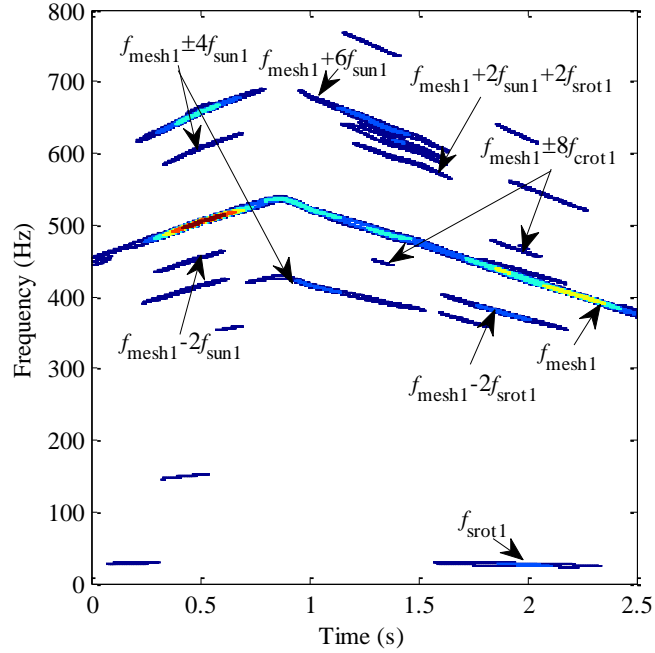 800
700
600
500
400
300
200
100
0
Frequency (Hz)
0
0.5
1
1.5
2
2.5
Time (s)
fmesh1±4fsun1
fmesh1+6fsun1
fmesh1+2fsun1+2fsrot1
fmesh1±8fcrot1
fmesh1-2fsun1
fmesh1-2fsrot1
fmesh1
fsrot1